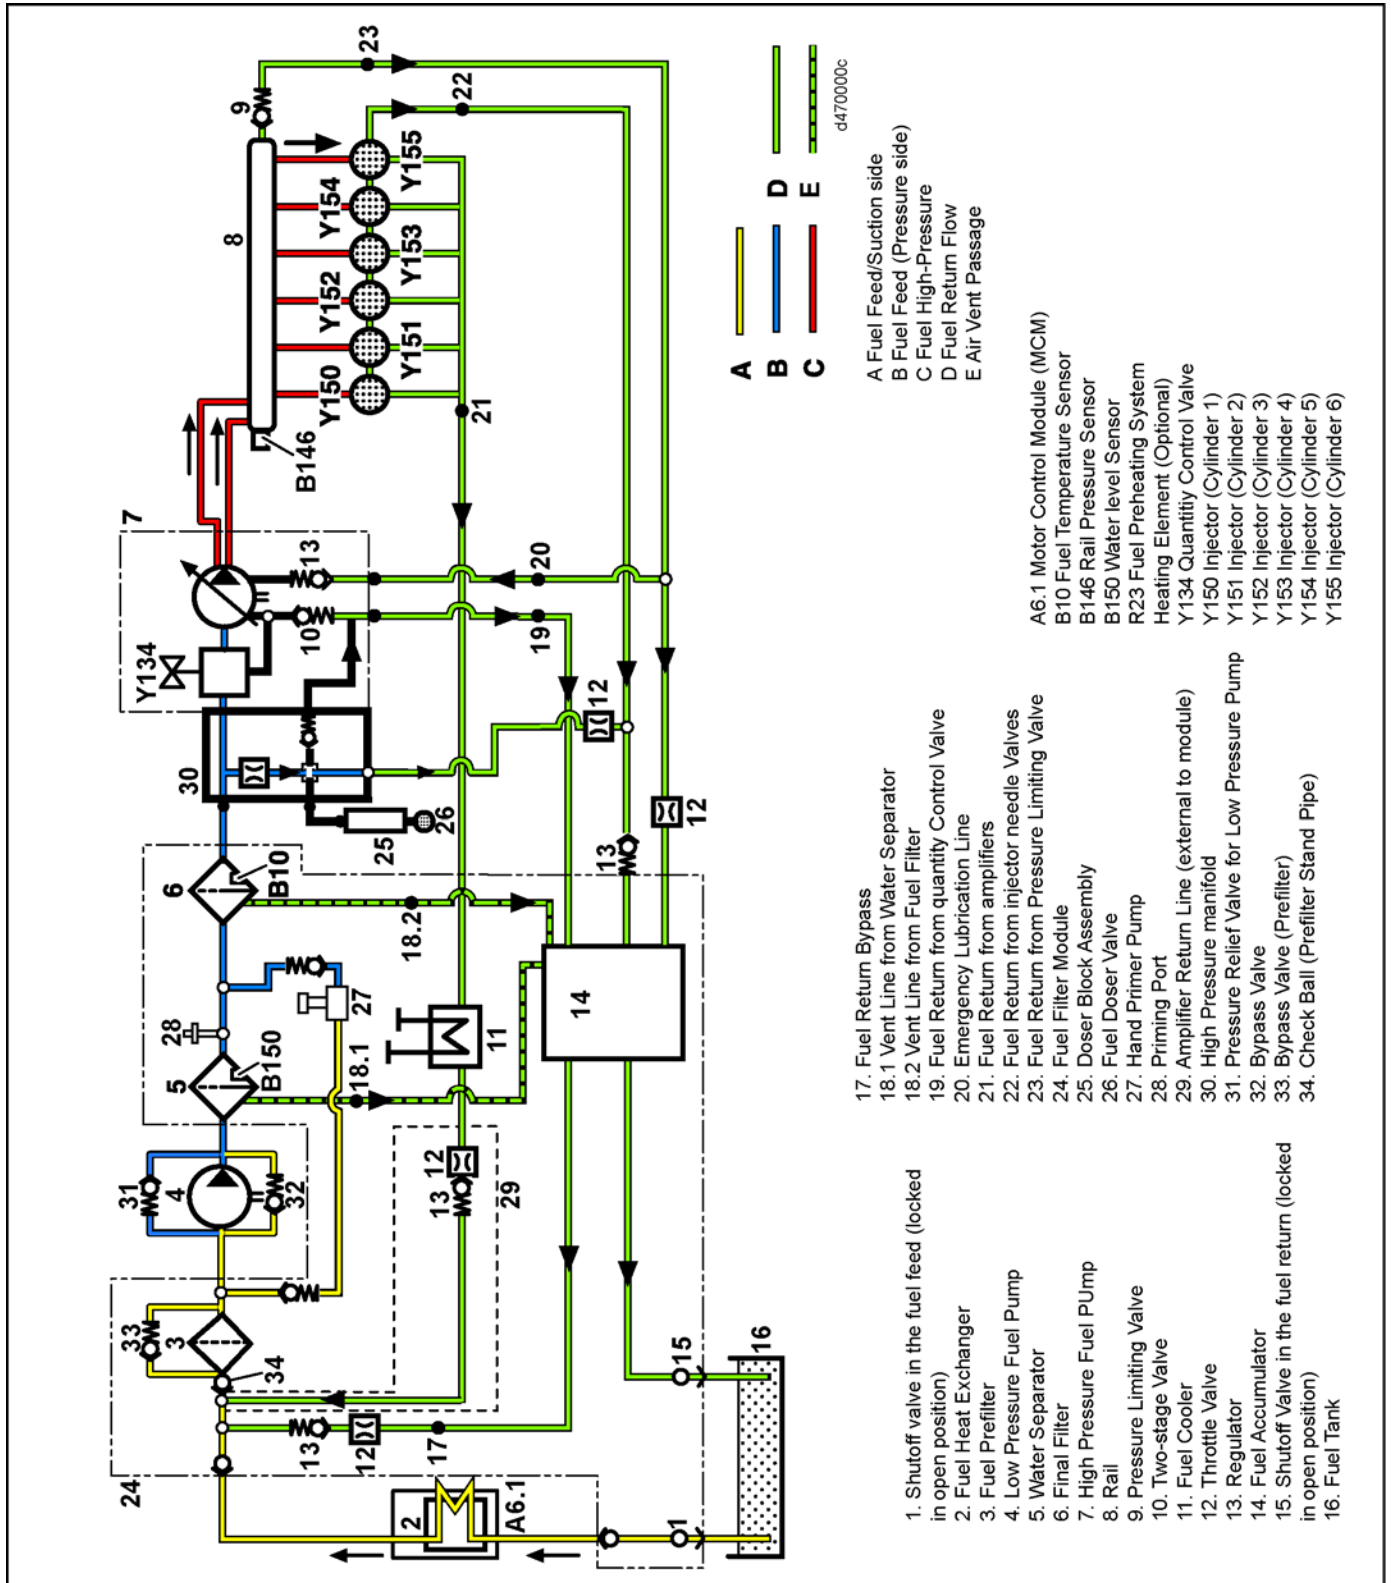 23
22
9
8
Y155
Y154
Y153
Y152
Y151
Y150
21
B146
7
13
20
10
19
Y134
12
30
26
25
12
13
6
B10
18.2
27
28
11
14
5
B150
18.1
31
4
32
12
13
29
33
3
34
13
12
17
15
16
24
2
A6.1
1
A
B
C
D
E
d470000c
A Fuel Feed/Suction side
B Fuel Feed (Pressure side)
C Fuel High-Pressure
D Fuel Return Flow
E Air Vent Passage
1. Shutoff valve in the fuel feed (locked
in open position)
2. Fuel Heat Exchanger
3. Fuel Prefilter
4. Low Pressure Fuel Pump
5. Water Separator
6. Final Filter
7. High Pressure Fuel PUmp
8. Rail
9. Pressure Limiting Valve
10. Two-stage Valve
11. Fuel Cooler
12. Throttle Valve
13. Regulator
14. Fuel Accumulator
15. Shutoff Valve in the fuel return (locked
in open position)
16. Fuel Tank
17. Fuel Return Bypass
18.1 Vent Line from Water Separator
18.2 Vent Line from Fuel Filter
19. Fuel Return from quantity Control Valve
20. Emergency Lubrication Line
21. Fuel Return from amplifiers
22. Fuel Return from injector needle Valves
23. Fuel Return from Pressure Limiting Valve
24. Fuel Filter Module
25. Doser Block Assembly
26. Fuel Doser Valve
27. Hand Primer Pump
28. Priming Port
29. Amplifier Return Line (external to module)
30. High Pressure manifold
31. Pressure Relief Valve for Low Pressure Pump
32. Bypass Valve
33. Bypass Valve (Prefilter)
34. Check Ball (Prefilter Stand Pipe)
A6.1 Motor Control Module (MCM)
B10 Fuel Temperature Sensor
B146 Rail Pressure Sensor
B150 Water level Sensor
R23 Fuel Preheating System
Heating Element (Optional)
Y134 Quantitiy Control Valve
Y150 Injector (Cylinder 1)
Y151 Injector (Cylinder 2)
Y152 Injector (Cylinder 3)
Y153 Injector (Cylinder 4)
Y154 Injector (Cylinder 5)
Y155 Injector (Cylinder 6)